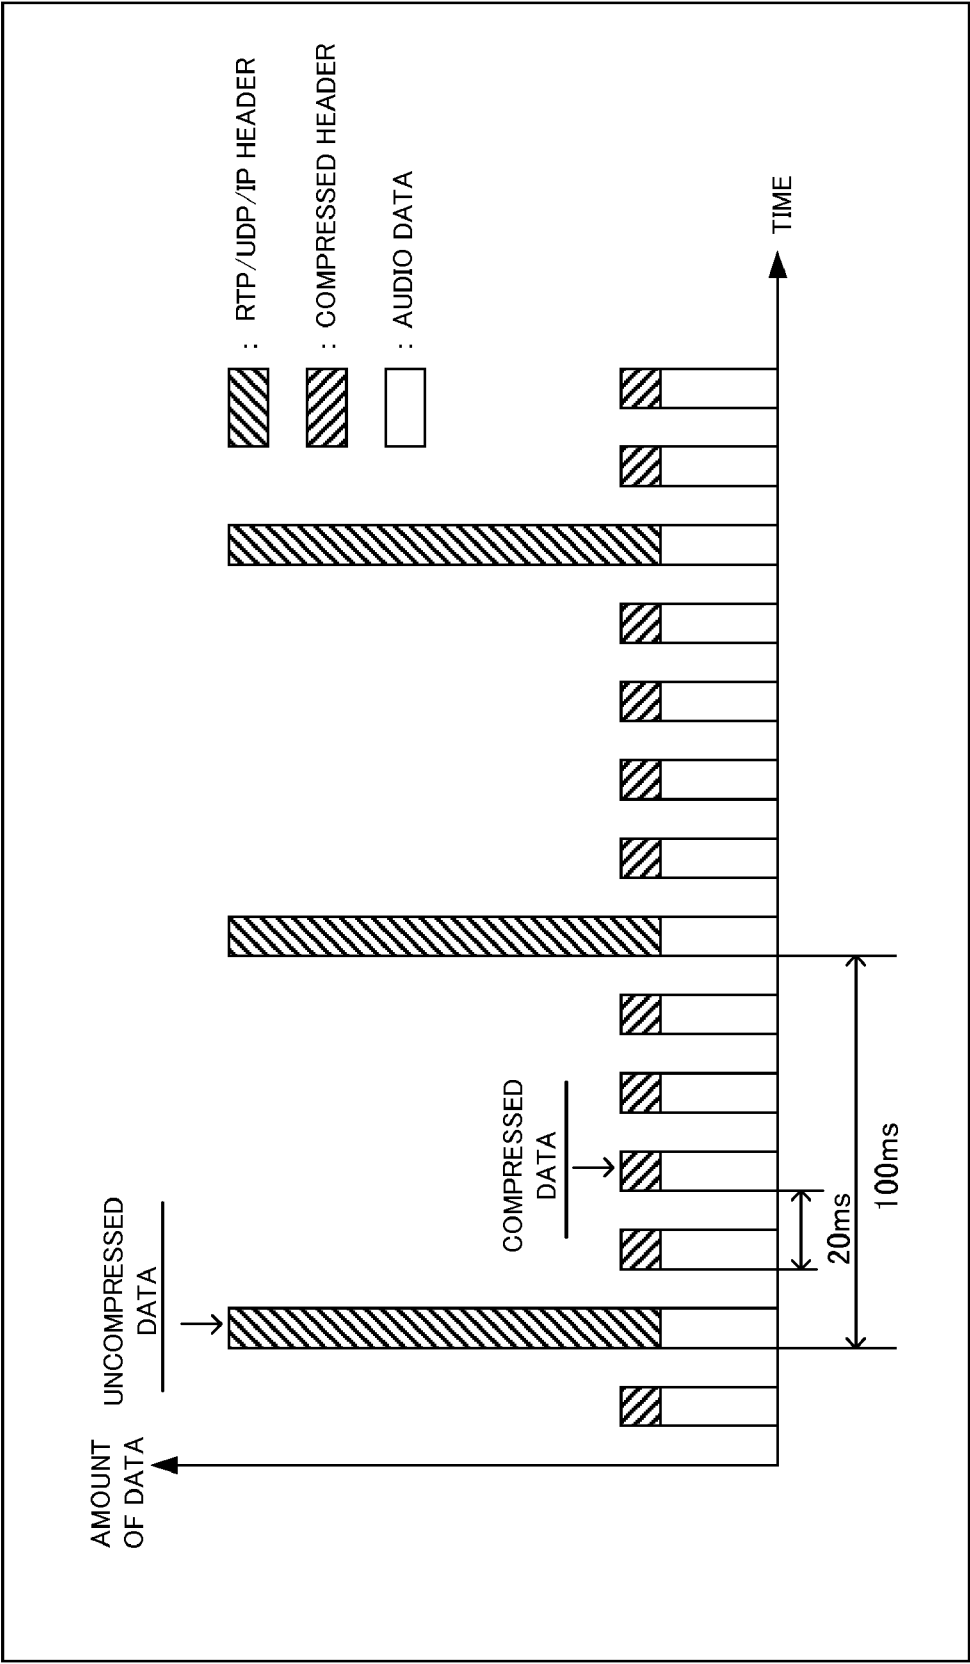 AMOUNT
OF DATA
UNCOMPRESSED
DATA
COMPRESSED
DATA
: RTP/UDP/IP HEADER
: COMPRESSED HEADER
: AUDIO DATA
TIME
20ms
100ms